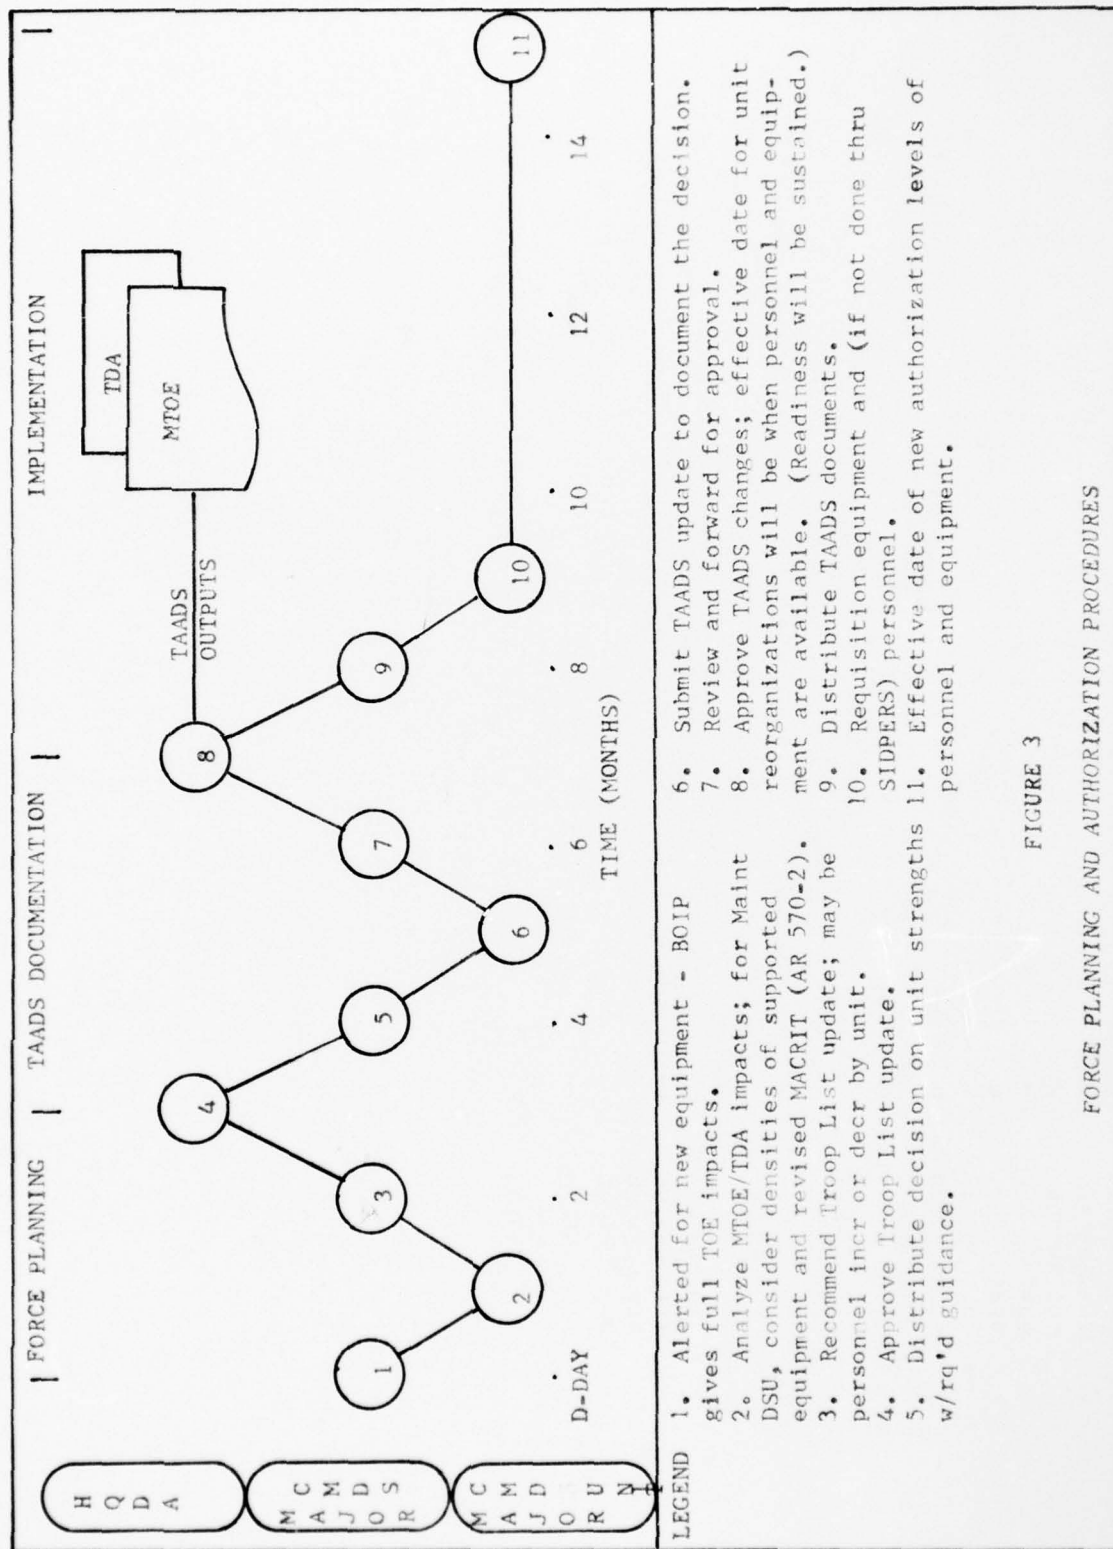 | FORCE PLANNING | TAADS DOCUMENTATION | IMPLEMENTATION |
HQDA
MAJOR CMDS
MAJOR CMD UNIT
TDA
MTOE
TAADS
OUTPUTS
1
2
3
4
5
6
7
8
9
10
11
D-DAY 2 4 6 8 10 12 14
TIME (MONTHS)
LEGEND
1. Alerted for new equipment - BOIP
gives full TOE impacts.
2. Analyze MTOE/TDA impacts; for Maint
DSU, consider densities of supported
equipment and revised MACRIT (AR 570-2).
3. Recommend Troop List update; may be
personnel incr or decr by unit.
4. Approve Troop List update.
5. Distribute decision on unit strengths
w/rq'd guidance.
6. Submit TAADS update to document the decision.
7. Review and forward for approval.
8. Approve TAADS changes; effective date for unit
reorganizations will be when personnel and equip-
ment are available. (Readiness will be sustained.)
9. Distribute TAADS documents.
10. Requisition equipment and (if not done thru
SIDPERS) personnel.
11. Effective date of new authorization levels of
personnel and equipment.
FIGURE 3
FORCE PLANNING AND AUTHORIZATION PROCEDURES